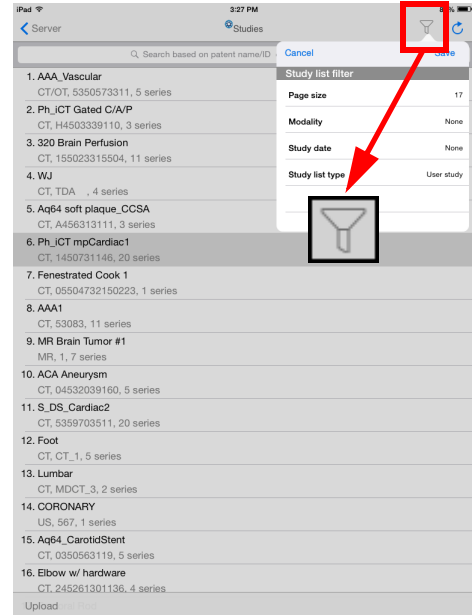 iPad 3:27 PM %
Server Studies
Search based on patent name/ID
Cancel Save
Study list filter
Page size 17
Modality None
Study date None
Study list type User study
1. AAA_Vascular
CT/OT, 5350573311, 5 series
2. Ph_iCT Gated C/A/P
CT, H4503339110, 3 series
3. 320 Brain Perfusion
CT, 155023315504, 11 series
4. WJ
CT, TDA , 4 series
5. Aq64 soft plaque_CCSA
CT, A456313111, 3 series
6. Ph_iCT mpCardiac1
CT, 1450731146, 20 series
7. Fenestrated Cook 1
CT, 05504732150223, 1 series
8. AAA1
CT, 53083, 11 series
9. MR Brain Tumor #1
MR, 1, 7 series
10. ACA Aneurysm
CT, 04532039160, 5 series
11. S_DS_Cardiac2
CT, 5359703511, 20 series
12. Foot
CT, CT_1, 5 series
13. Lumbar
CT, MDCT_3, 2 series
14. CORONARY
US, 567, 1 series
15. Aq64_CarotidStent
CT, 0350563119, 5 series
16. Elbow w/ hardware
CT, 245261301136, 4 series
Upload